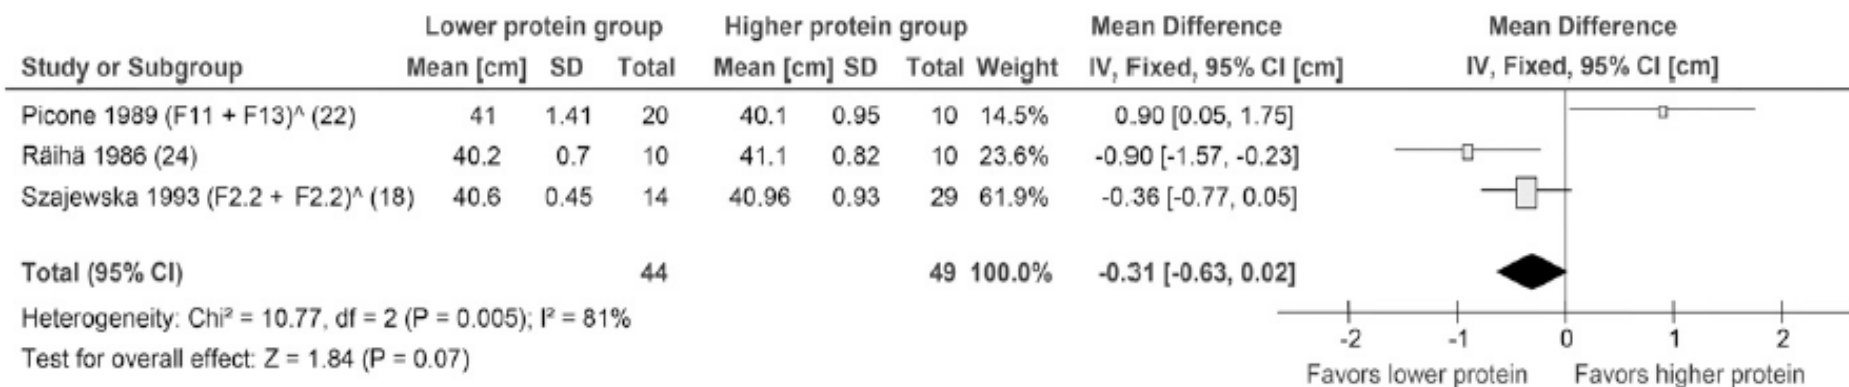 Lower protein group Higher protein group Mean Difference Mean Difference
Study or Subgroup Mean [cm] SD Total Mean [cm] SD Total Weight IV, Fixed, 95% CI [cm] IV, Fixed, 95% CI [cm]
Picone 1989 (F11 + F13)^ (22) 41 1.41 20 40.1 0.95 10 14.5% 0.90 [0.05, 1.75]
Räihä 1986 (24) 40.2 0.7 10 41.1 0.82 10 23.6% -0.90 [-1.57, -0.23]
Szajewska 1993 (F2.2 + F2.2)^ (18) 40.6 0.45 14 40.96 0.93 29 61.9% -0.36 [-0.77, 0.05]
Total (95% CI) 44 49 100.0% -0.31 [-0.63, 0.02]
Heterogeneity: Chi² = 10.77, df = 2 (P = 0.005); I² = 81%
Test for overall effect: Z = 1.84 (P = 0.07)
-2 -1 0 1 2
Favors lower protein Favors higher protein